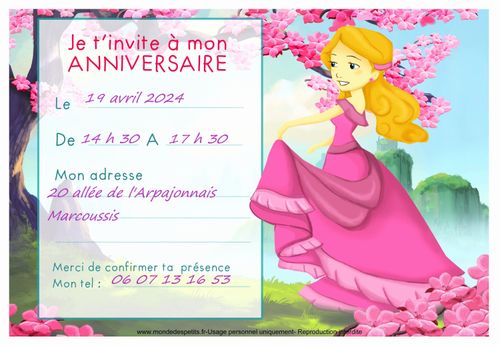 Je t'invite à mon
ANNIVERSAIRE
Le 19 avril 2024
De 14 h 30 A 17 h 30
Mon adresse
20 allée de l'Arpajonnais
Marcoussis
Merci de confirmer ta présence
Mon tel : 06 07 13 16 53
www.mondedespetits.fr-Usage personnel uniquement- Reproduction interdite